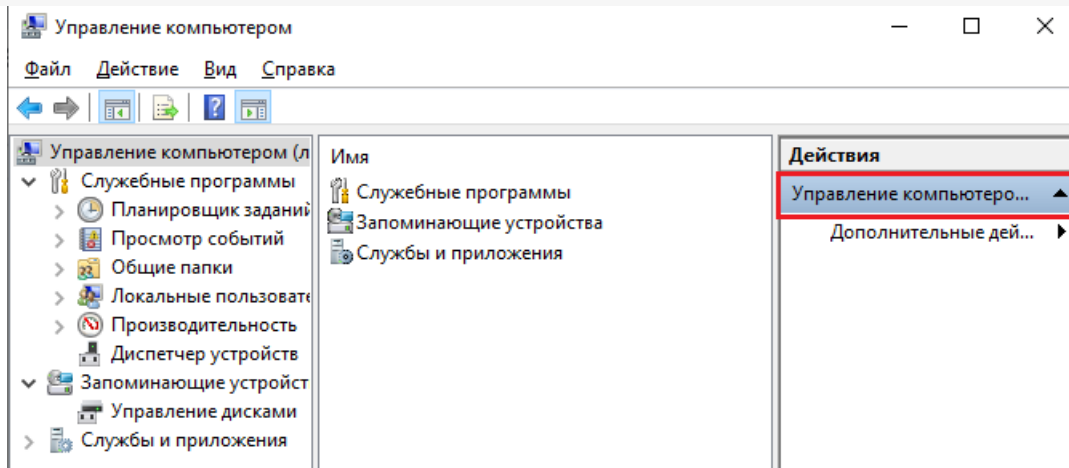 Управление компьютером
Файл Действие Вид Справка
Управление компьютером (л
Служебные программы
Планировщик заданий
Просмотр событий
Общие папки
Локальные пользовате
Производительность
Диспетчер устройств
Запоминающие устройст
Управление дисками
Службы и приложения
Имя
Служебные программы
Запоминающие устройства
Службы и приложения
Действия
Управление компьютеро...
Дополнительные дей...